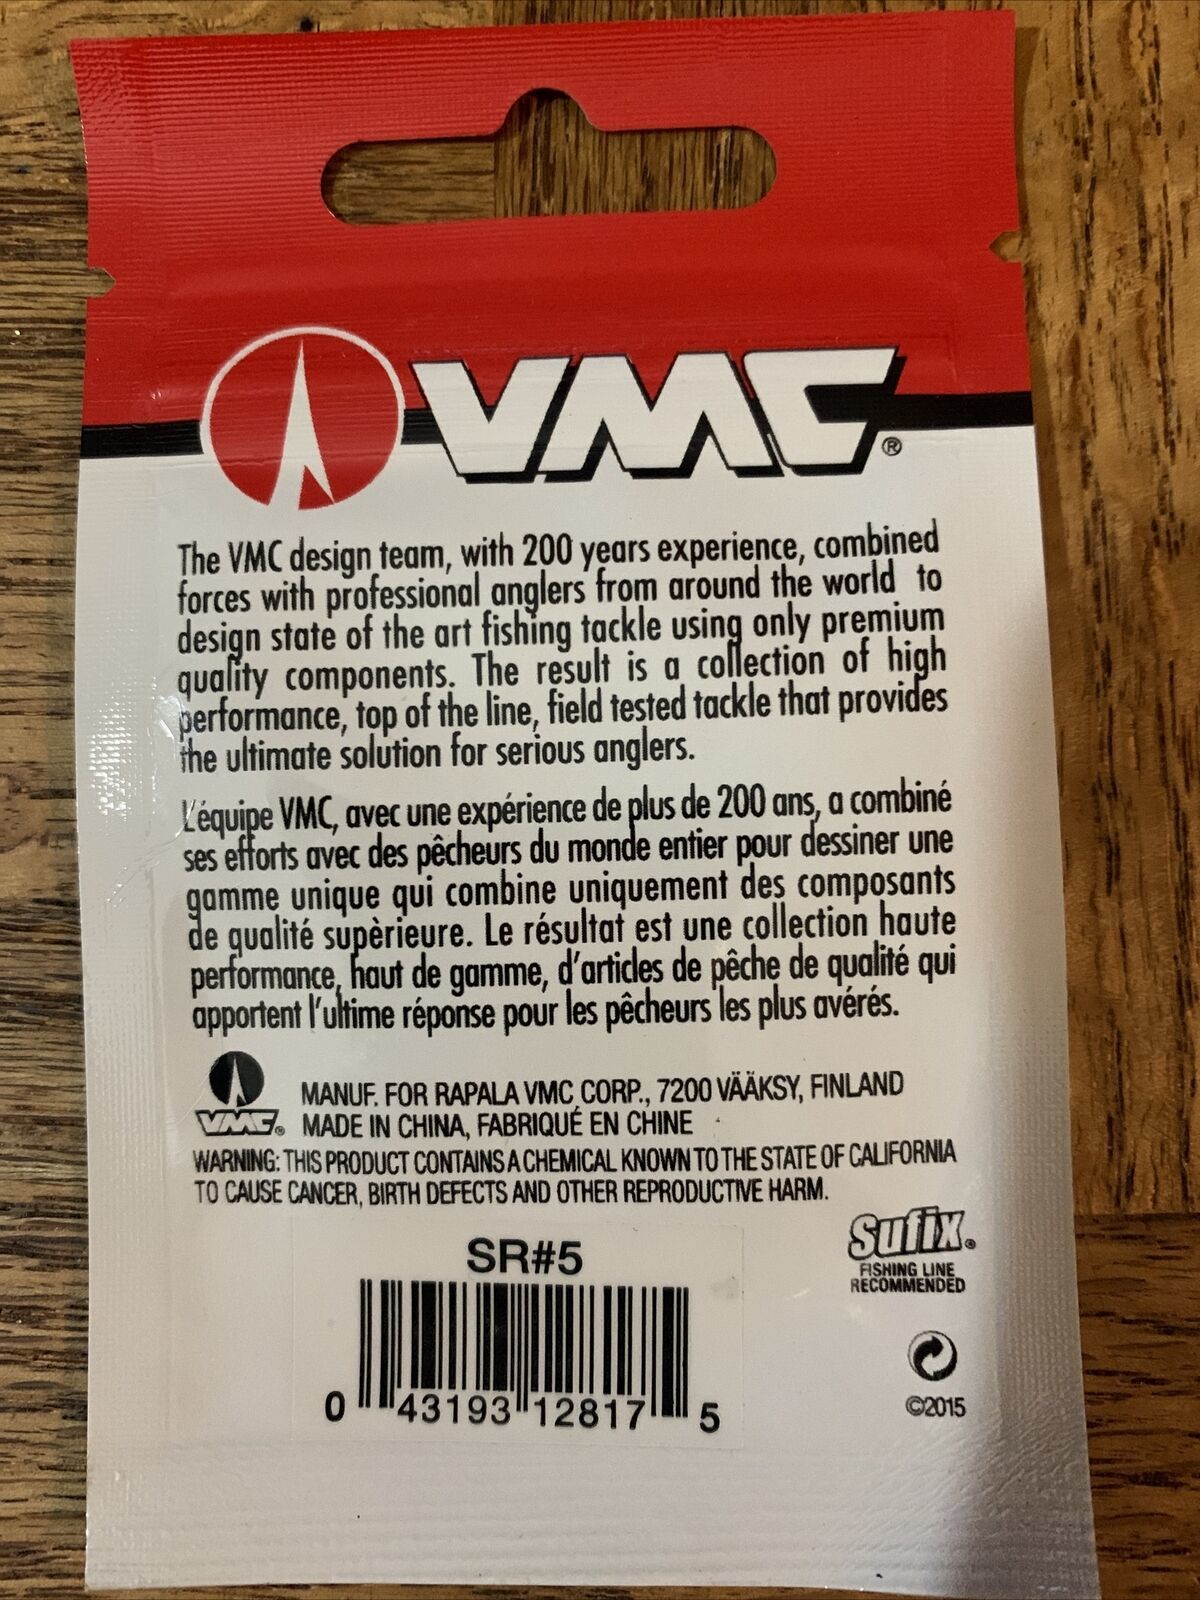 VMC®
The VMC design team, with 200 years experience, combined
forces with professional anglers from around the world to
design state of the art fishing tackle using only premium
quality components. The result is a collection of high
performance, top of the line, field tested tackle that provides
the ultimate solution for serious anglers.
L'équipe VMC, avec une expérience de plus de 200 ans, a combiné
ses efforts avec des pêcheurs du monde entier pour dessiner une
gamme unique qui combine uniquement des composants
de qualité supèrieure. Le résultat est une collection haute
performance, haut de gamme, d'articles de pêche de qualité qui
apportent l'ultime réponse pour les pêcheurs les plus avérés.
VMC®
MANUF. FOR RAPALA VMC CORP., 7200 VÄÄKSY, FINLAND
MADE IN CHINA, FABRIQUÉ EN CHINE
WARNING: THIS PRODUCT CONTAINS A CHEMICAL KNOWN TO THE STATE OF CALIFORNIA
TO CAUSE CANCER, BIRTH DEFECTS AND OTHER REPRODUCTIVE HARM.
Sufix®
FISHING LINE
RECOMMENDED
SR#5
0 43193 12817 5
©2015